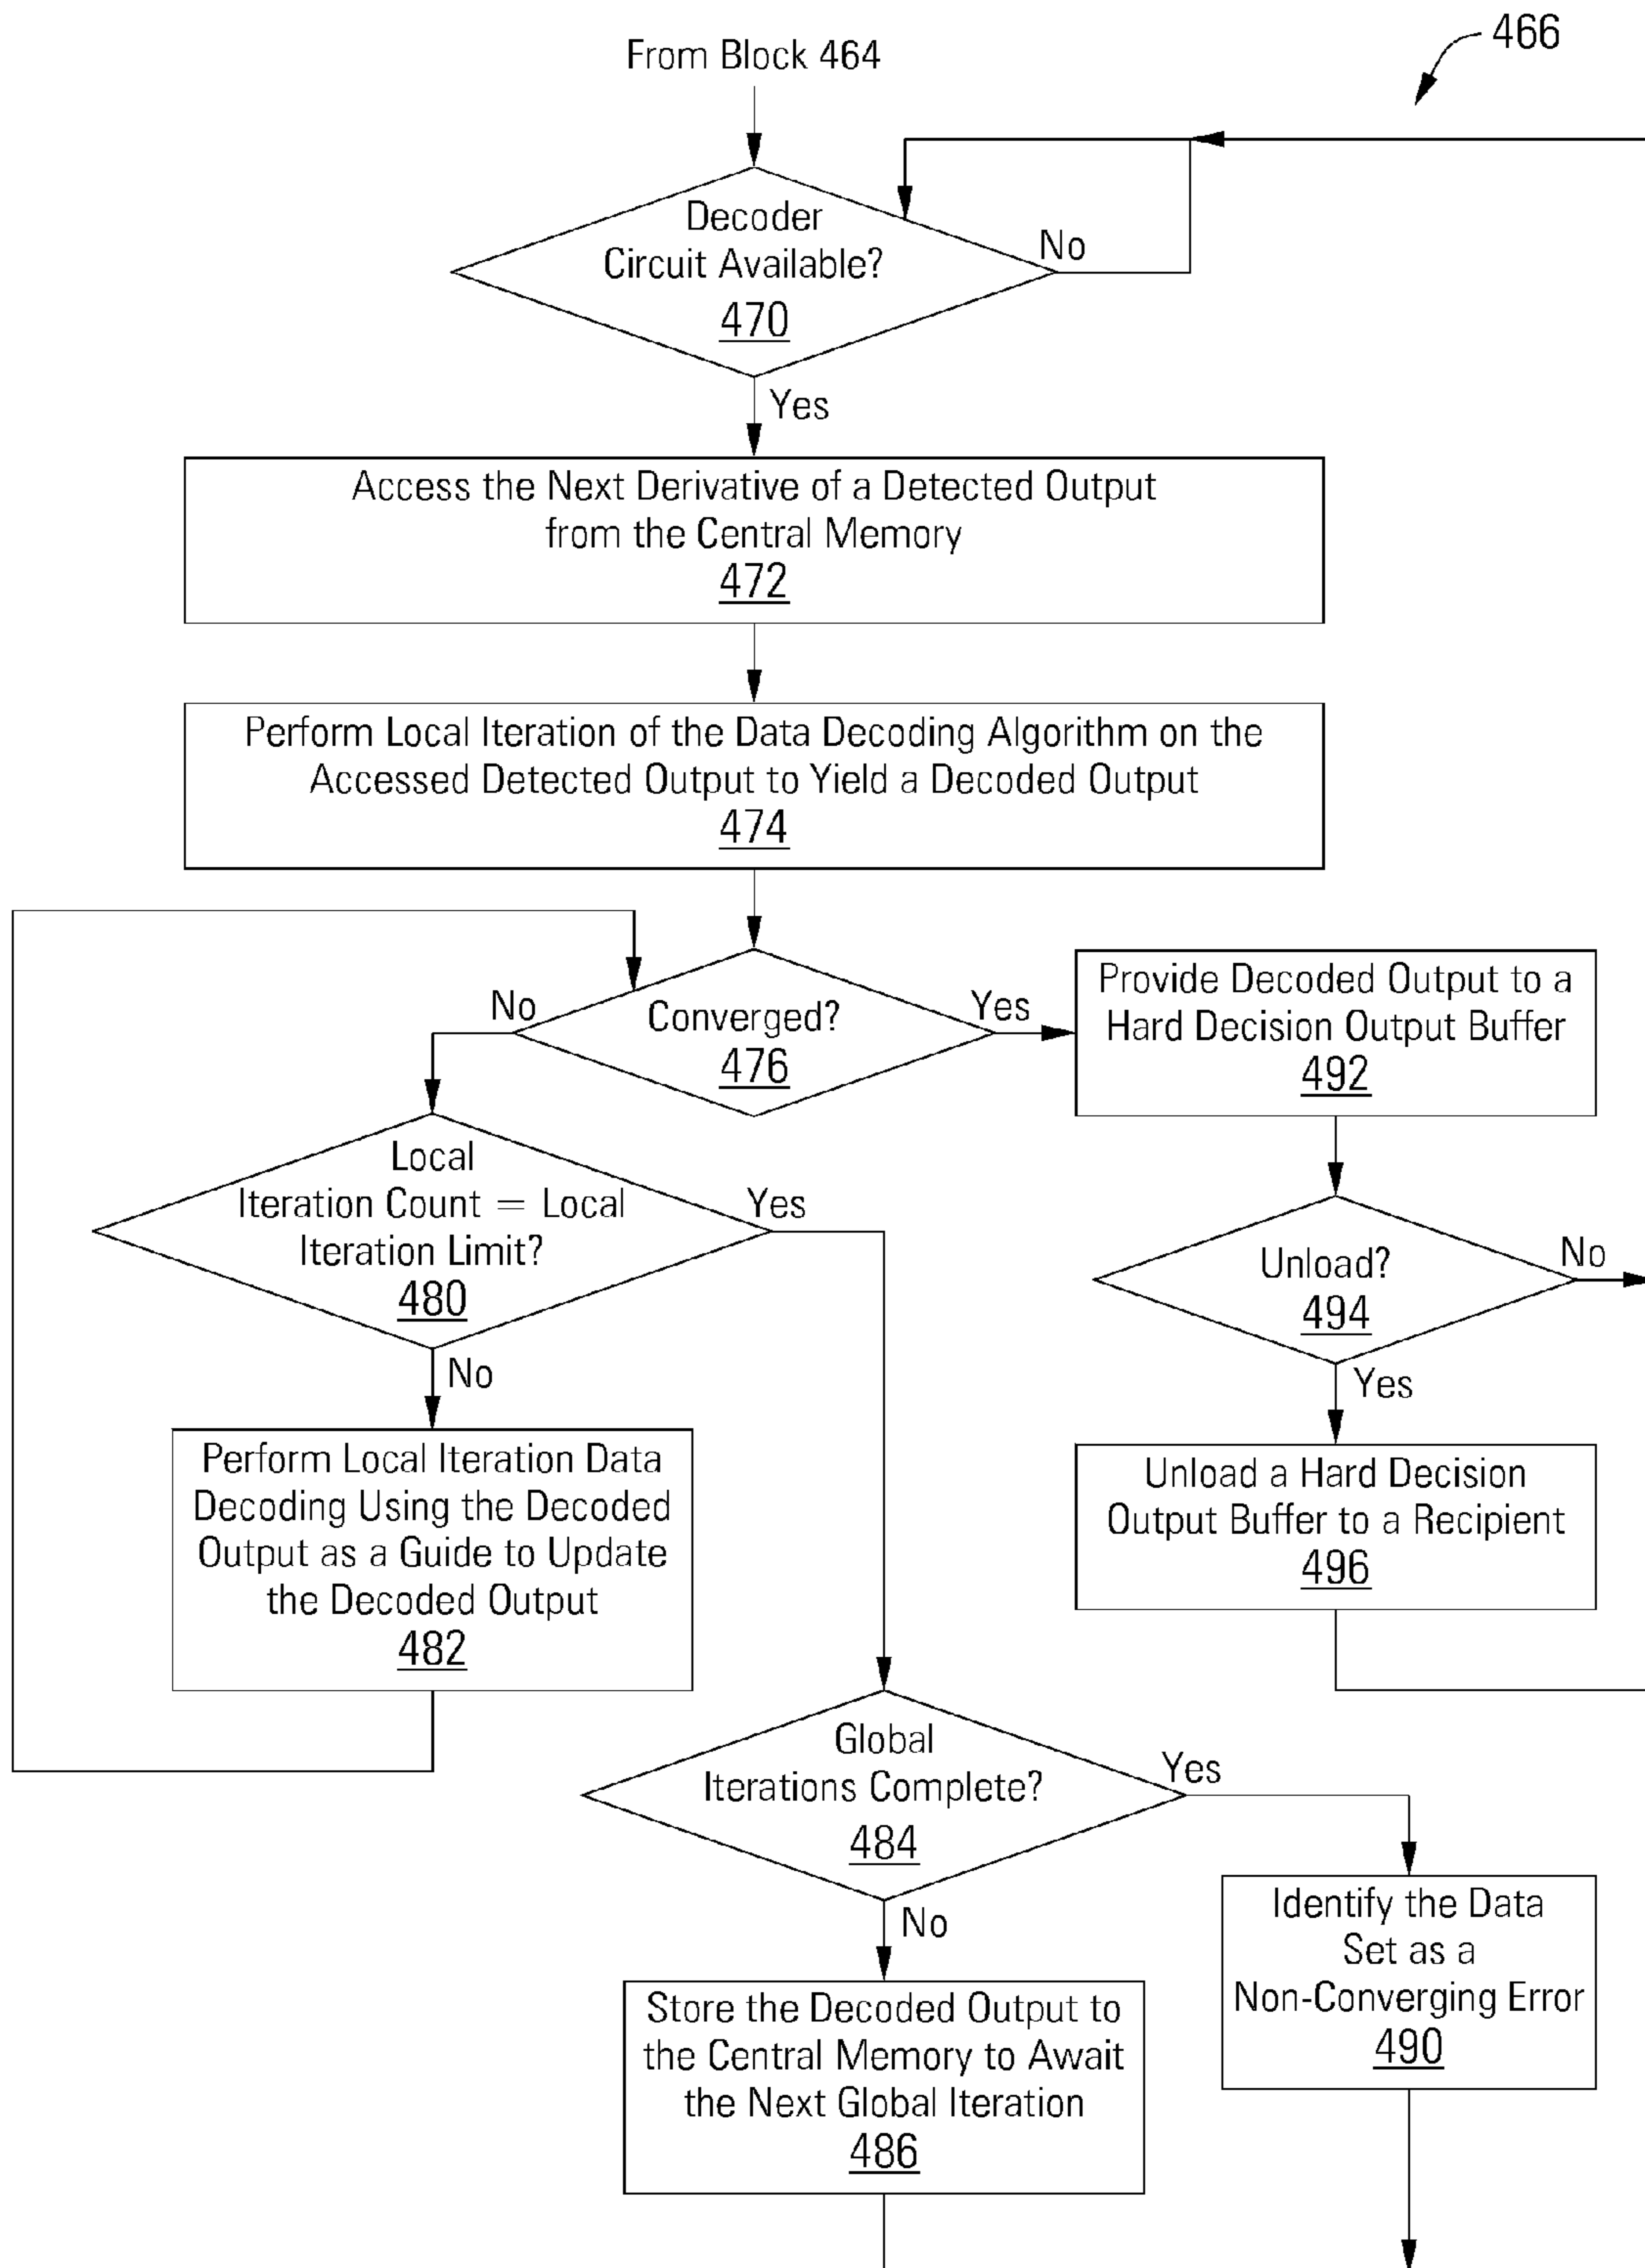 466
From Block 464
Decoder
Circuit Available?
470
No
Yes
Access the Next Derivative of a Detected Output
from the Central Memory
472
Perform Local Iteration of the Data Decoding Algorithm on the
Accessed Detected Output to Yield a Decoded Output
474
No
Converged?
476
Yes
Provide Decoded Output to a
Hard Decision Output Buffer
492
Local
Iteration Count = Local
Iteration Limit?
480
Yes
No
Unload?
494
No
Yes
Perform Local Iteration Data
Decoding Using the Decoded
Output as a Guide to Update
the Decoded Output
482
Unload a Hard Decision
Output Buffer to a Recipient
496
Global
Iterations Complete?
484
Yes
No
Identify the Data
Set as a
Non-Converging Error
490
Store the Decoded Output to
the Central Memory to Await
the Next Global Iteration
486